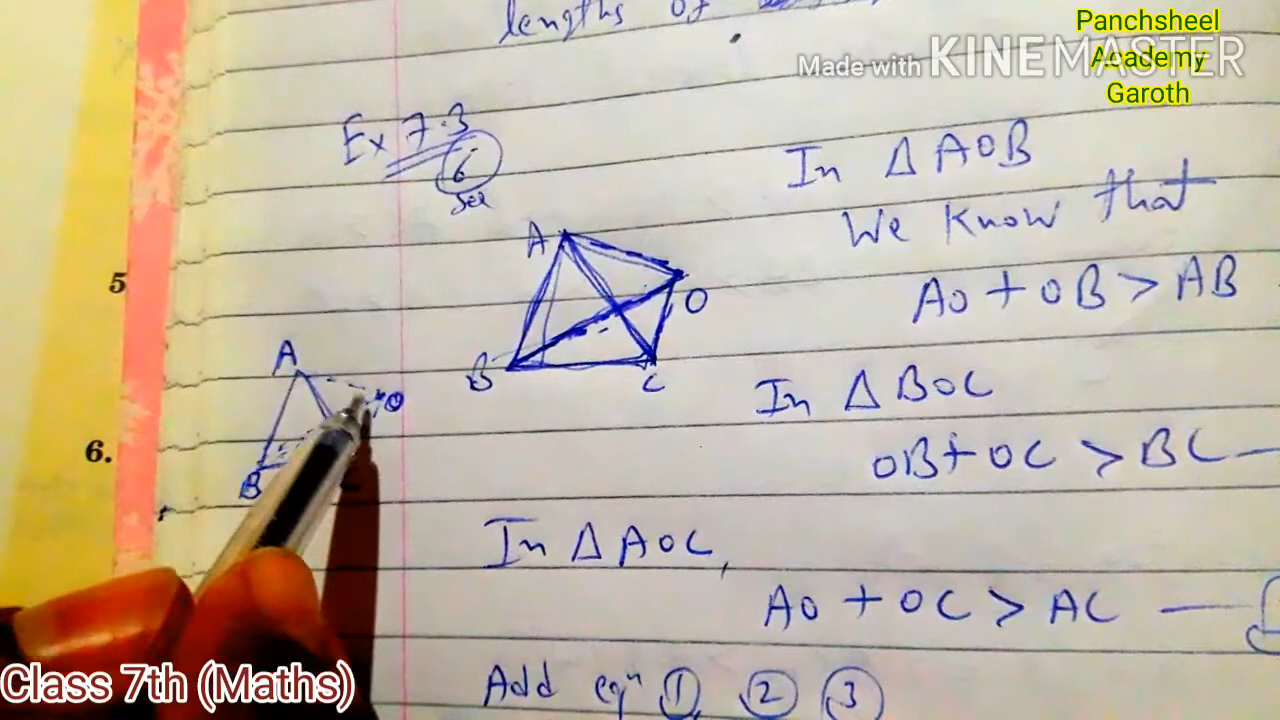 lengths of
Made with KINEMASTER
Panchsheel
Academy
Garoth
Ex 7.3
6
Sol
A
O
B
C
5
A
O
B
6.
In Δ AOB
We know that
AO + OB > AB
In Δ BOC
OB + OC > BC —
In Δ AOC,
AO + OC > AC —
Add eqⁿ ① ② ③
Class 7th (Maths)